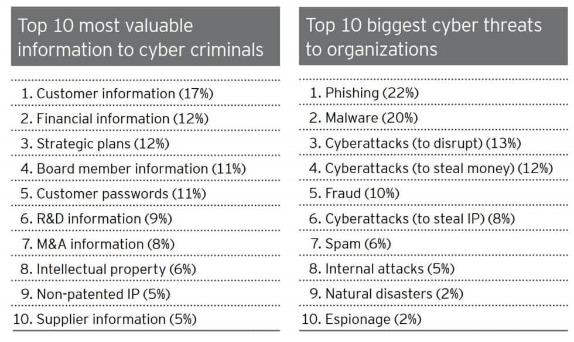 Top 10 most valuable
information to cyber criminals
1. Customer information (17%)
2. Financial information (12%)
3. Strategic plans (12%)
4. Board member information (11%)
5. Customer passwords (11%)
6. R&D information (9%)
7. M&A information (8%)
8. Intellectual property (6%)
9. Non-patented IP (5%)
10. Supplier information (5%)
Top 10 biggest cyber threats
to organizations
1. Phishing (22%)
2. Malware (20%)
3. Cyberattacks (to disrupt) (13%)
4. Cyberattacks (to steal money) (12%)
5. Fraud (10%)
6. Cyberattacks (to steal IP) (8%)
7. Spam (6%)
8. Internal attacks (5%)
9. Natural disasters (2%)
10. Espionage (2%)